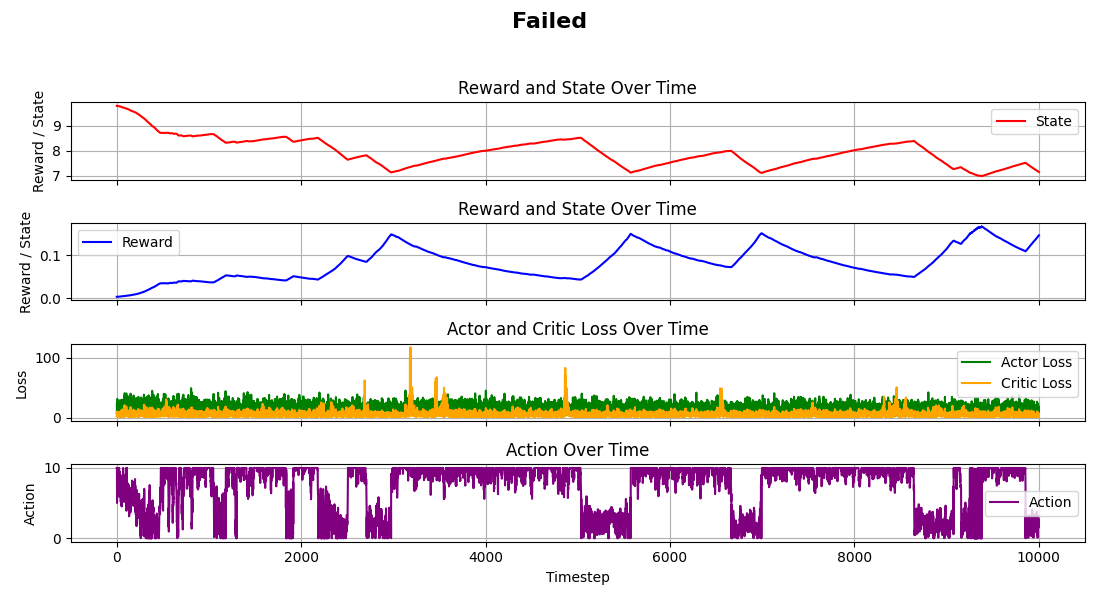 Failed
Reward and State Over Time
Reward / State
9
8
7
State
Reward and State Over Time
Reward / State
0.1
0.0
Reward
Actor and Critic Loss Over Time
Loss
100
0
Actor Loss
Critic Loss
Action Over Time
Action
10
0
Action
0 2000 4000 6000 8000 10000
Timestep